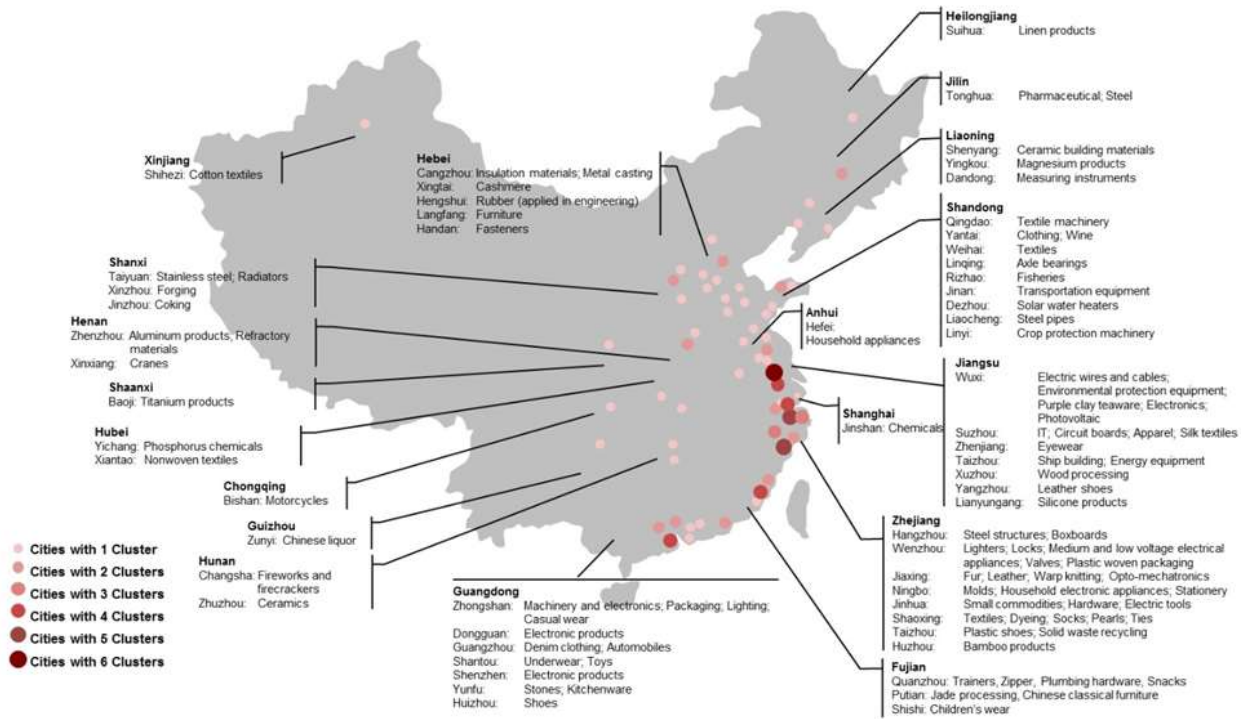 Heilongjiang
Suihua: Linen products
Jilin
Tonghua: Pharmaceutical; Steel
Liaoning
Shenyang: Ceramic building materials
Yingkou: Magnesium products
Dandong: Measuring instruments
Xinjiang
Shihezi: Cotton textiles
Hebei
Cangzhou: Insulation materials; Metal casting
Xingtai: Cashmere
Hengshui: Rubber (applied in engineering)
Langfang: Furniture
Handan: Fasteners
Shandong
Qingdao: Textile machinery
Yantai: Clothing; Wine
Weihai: Textiles
Linqing: Axle bearings
Rizhao: Fisheries
Jinan: Transportation equipment
Dezhou: Solar water heaters
Liaocheng: Steel pipes
Linyi: Crop protection machinery
Shanxi
Taiyuan: Stainless steel; Radiators
Xinzhou: Forging
Jinzhou: Coking
Henan
Zhenzhou: Aluminum products; Refractory
materials
Xinxiang: Cranes
Anhui
Hefei:
Household appliances
Shaanxi
Baoji: Titanium products
Jiangsu
Wuxi: Electric wires and cables;
Environmental protection equipment;
Purple clay teaware; Electronics;
Photovoltaic
Suzhou: IT; Circuit boards; Apparel; Silk textiles
Zhenjiang: Eyewear
Taizhou: Ship building; Energy equipment
Xuzhou: Wood processing
Yangzhou: Leather shoes
Lianyungang: Silicone products
Shanghai
Jinshan: Chemicals
Hubei
Yichang: Phosphorus chemicals
Xiantao: Nonwoven textiles
Chongqing
Bishan: Motorcycles
Guizhou
Zunyi: Chinese liquor
Hunan
Changsha: Fireworks and
firecrackers
Zhuzhou: Ceramics
Zhejiang
Hangzhou: Steel structures; Boxboards
Wenzhou: Lighters; Locks; Medium and low voltage electrical
appliances; Valves; Plastic woven packaging
Jiaxing: Fur; Leather; Warp knitting; Opto-mechatronics
Ningbo: Molds; Household electronic appliances; Stationery
Jinhua: Small commodities; Hardware; Electric tools
Shaoxing: Textiles; Dyeing; Socks; Pearls; Ties
Taizhou: Plastic shoes; Solid waste recycling
Huzhou: Bamboo products
Guangdong
Zhongshan: Machinery and electronics; Packaging; Lighting;
Casual wear
Dongguan: Electronic products
Guangzhou: Denim clothing; Automobiles
Shantou: Underwear; Toys
Shenzhen: Electronic products
Yunfu: Stones; Kitchenware
Huizhou: Shoes
Fujian
Quanzhou: Trainers, Zipper, Plumbing hardware, Snacks
Putian: Jade processing, Chinese classical furniture
Shishi: Children's wear
Cities with 1 Cluster
Cities with 2 Clusters
Cities with 3 Clusters
Cities with 4 Clusters
Cities with 5 Clusters
Cities with 6 Clusters